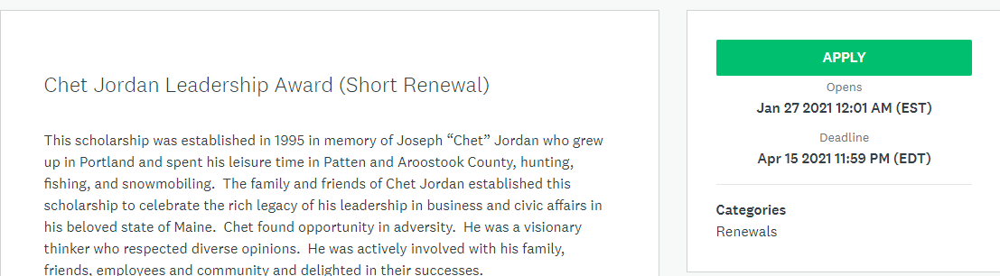 Chet Jordan Leadership Award (Short Renewal)
This scholarship was established in 1995 in memory of Joseph “Chet” Jordan who grew
up in Portland and spent his leisure time in Patten and Aroostook County, hunting,
fishing, and snowmobiling.  The family and friends of Chet Jordan established this
scholarship to celebrate the rich legacy of his leadership in business and civic affairs in
his beloved state of Maine.  Chet found opportunity in adversity.  He was a visionary
thinker who respected diverse opinions.  He was actively involved with his family,
friends, employees and community and delighted in their successes.
APPLY
Opens
Jan 27 2021 12:01 AM (EST)
Deadline
Apr 15 2021 11:59 PM (EDT)
Categories
Renewals